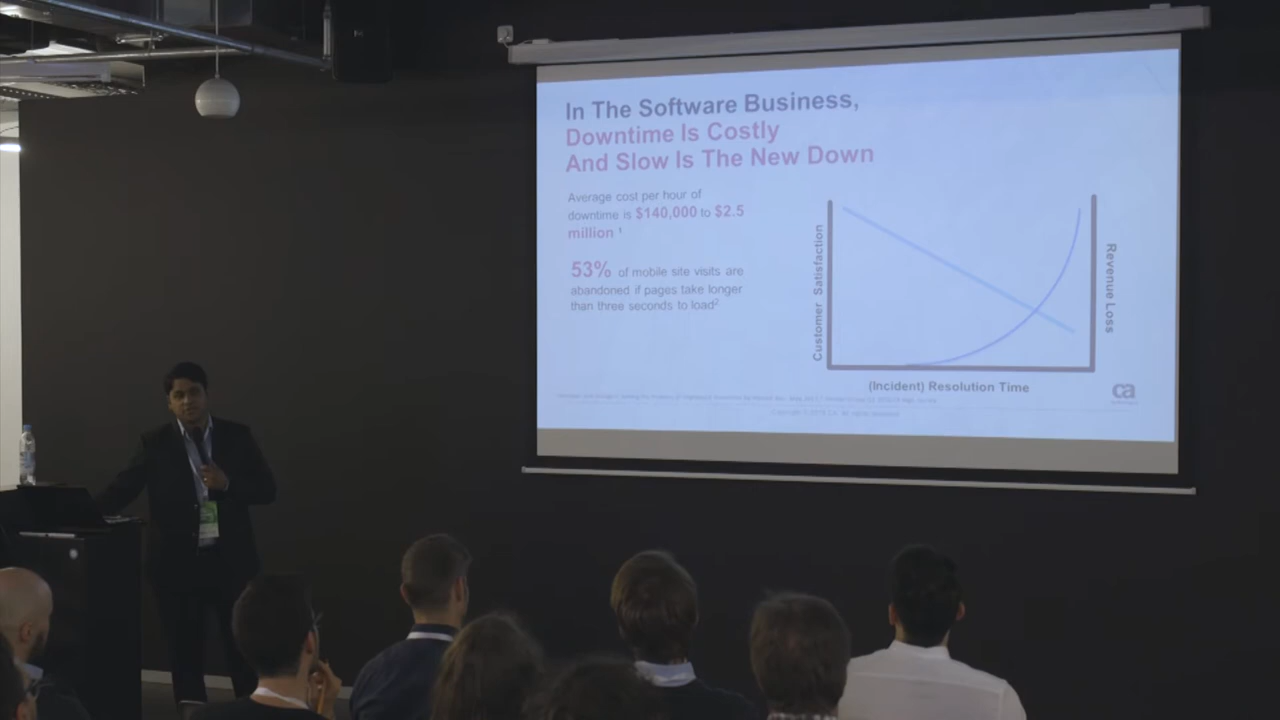 In The Software Business,
Downtime Is Costly
And Slow Is The New Down
Average cost per hour of
downtime is $140,000 to $2.5
million ¹
53% of mobile site visits are
abandoned if pages take longer
than three seconds to load²
Customer Satisfaction
Revenue Loss
(Incident) Resolution Time
ca